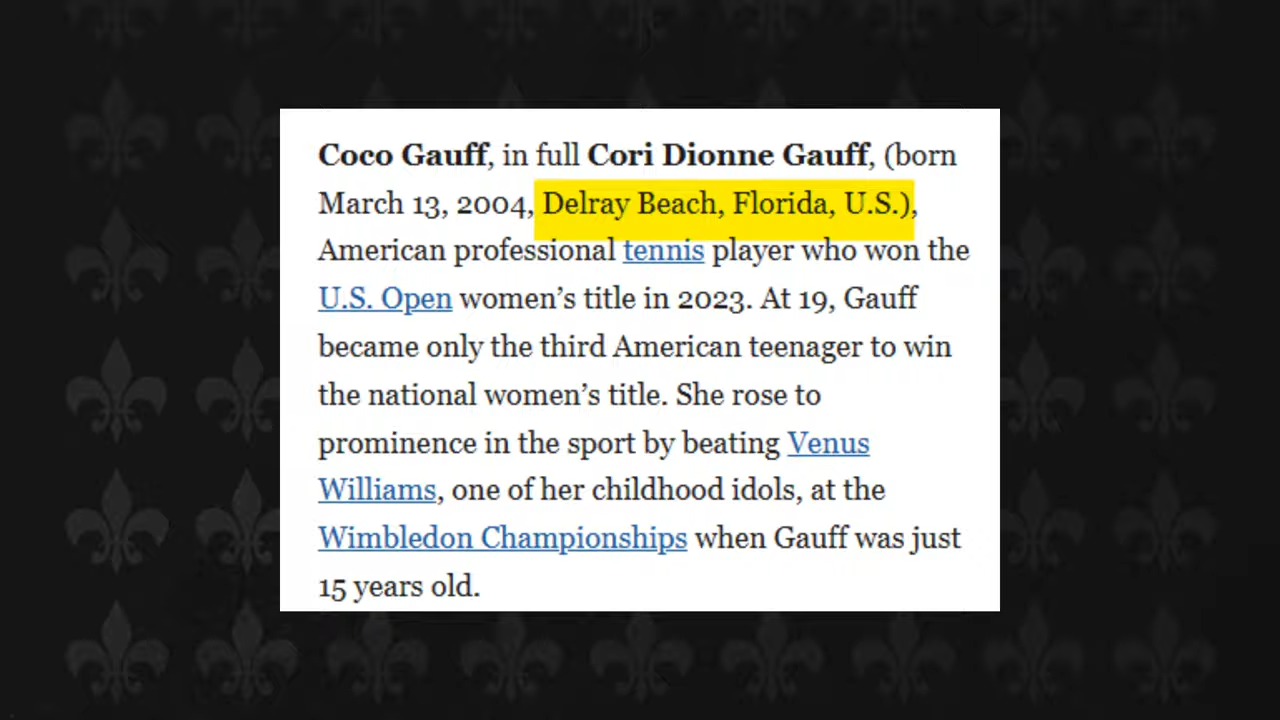 Coco Gauff, in full Cori Dionne Gauff, (born
March 13, 2004, Delray Beach, Florida, U.S.),
American professional tennis player who won the
U.S. Open women’s title in 2023. At 19, Gauff
became only the third American teenager to win
the national women’s title. She rose to
prominence in the sport by beating Venus
Williams, one of her childhood idols, at the
Wimbledon Championships when Gauff was just
15 years old.